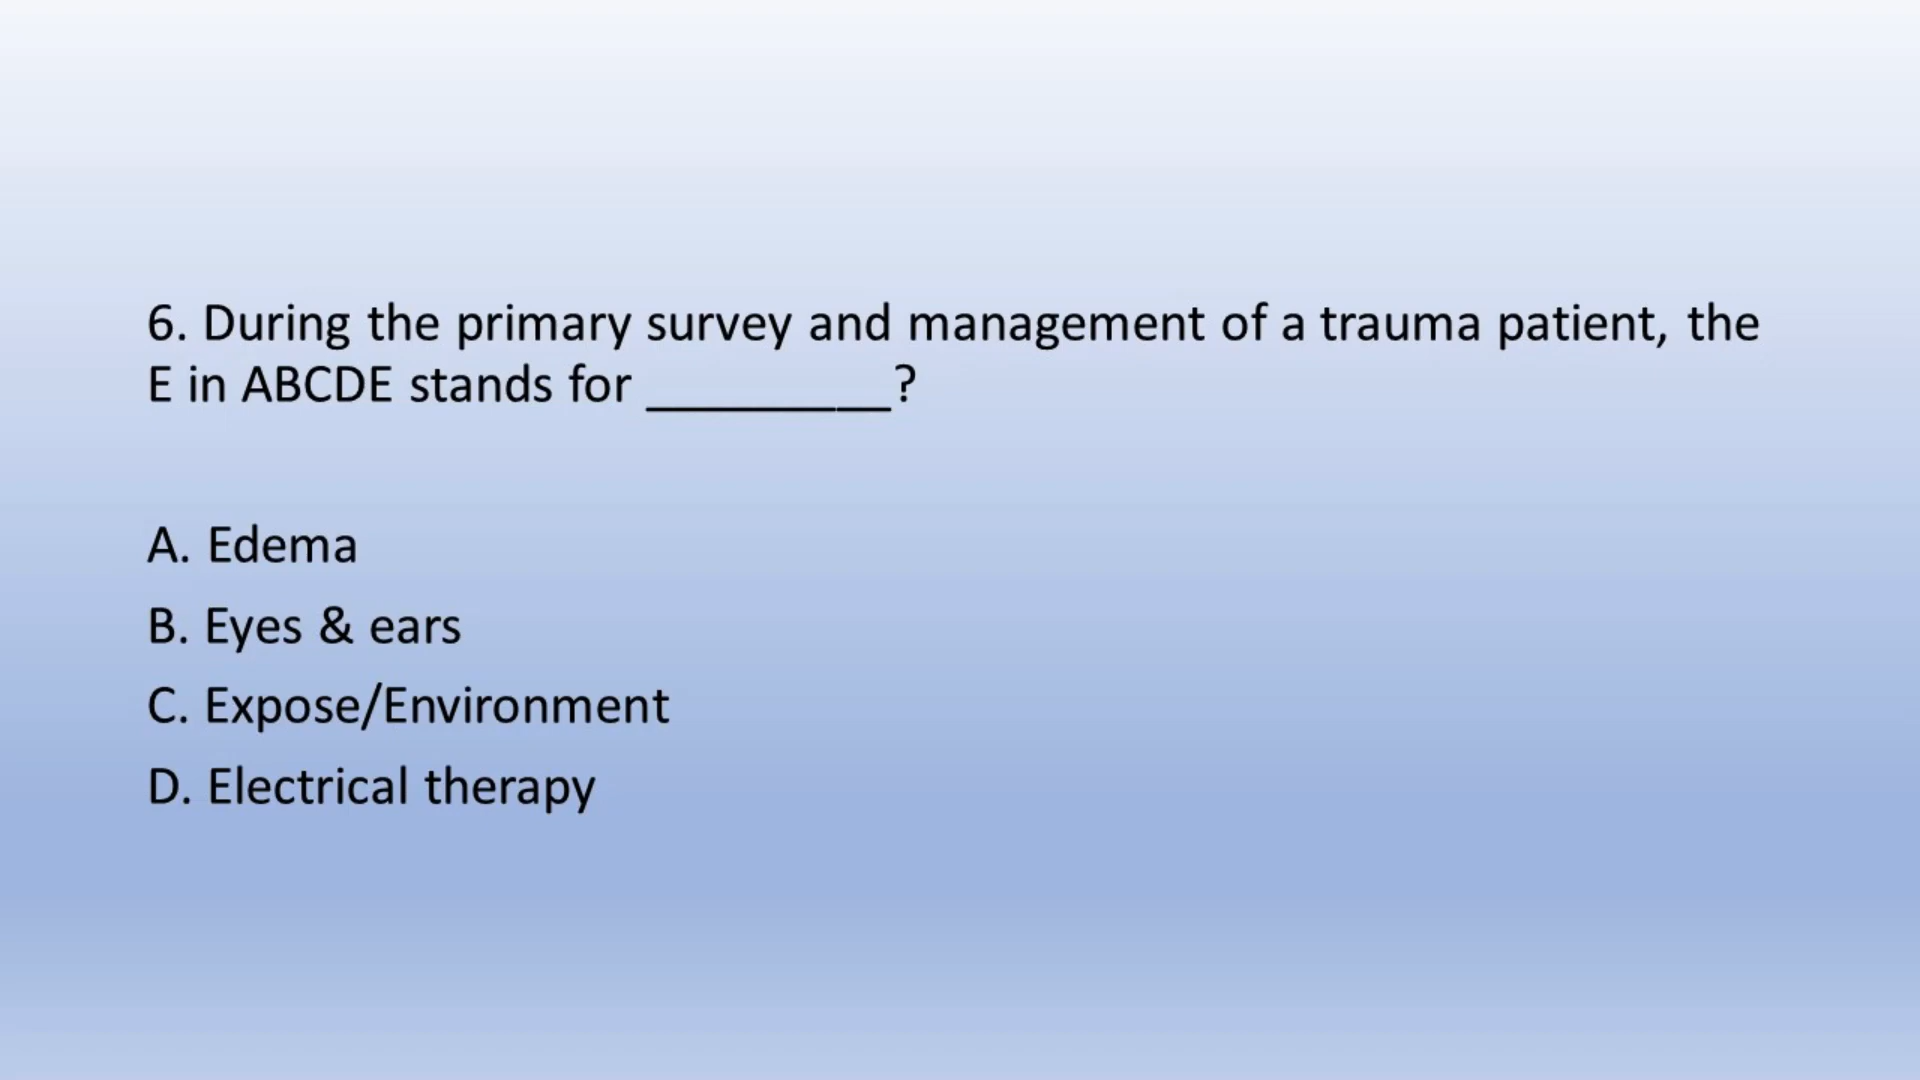 6. During the primary survey and management of a trauma patient, the
E in ABCDE stands for _________?
A. Edema
B. Eyes & ears
C. Expose/Environment
D. Electrical therapy